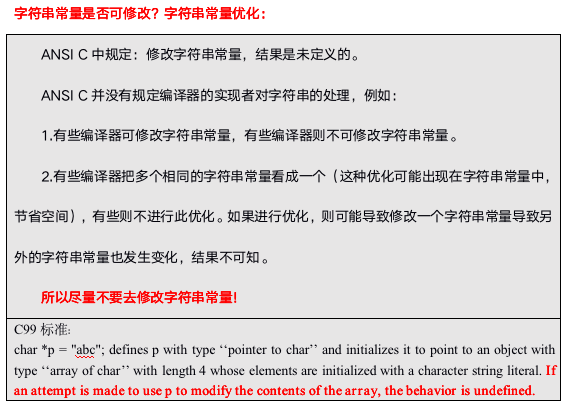 字符串常量是否可修改？字符串常量优化：
ANSI C 中规定：修改字符串常量，结果是未定义的。
ANSI C 并没有规定编译器的实现者对字符串的处理，例如：
1.有些编译器可修改字符串常量，有些编译器则不可修改字符串常量。
2.有些编译器把多个相同的字符串常量看成一个（这种优化可能出现在字符串常量中，
节省空间），有些则不进行此优化。如果进行优化，则可能导致修改一个字符串常量导致另
外的字符串常量也发生变化，结果不可知。
所以尽量不要去修改字符串常量！
C99 标准：
char *p = "abc"; defines p with type ‘‘pointer to char’’ and initializes it to point to an object with
type ‘‘array of char’’ with length 4 whose elements are initialized with a character string literal. If
an attempt is made to use p to modify the contents of the array, the behavior is undefined.